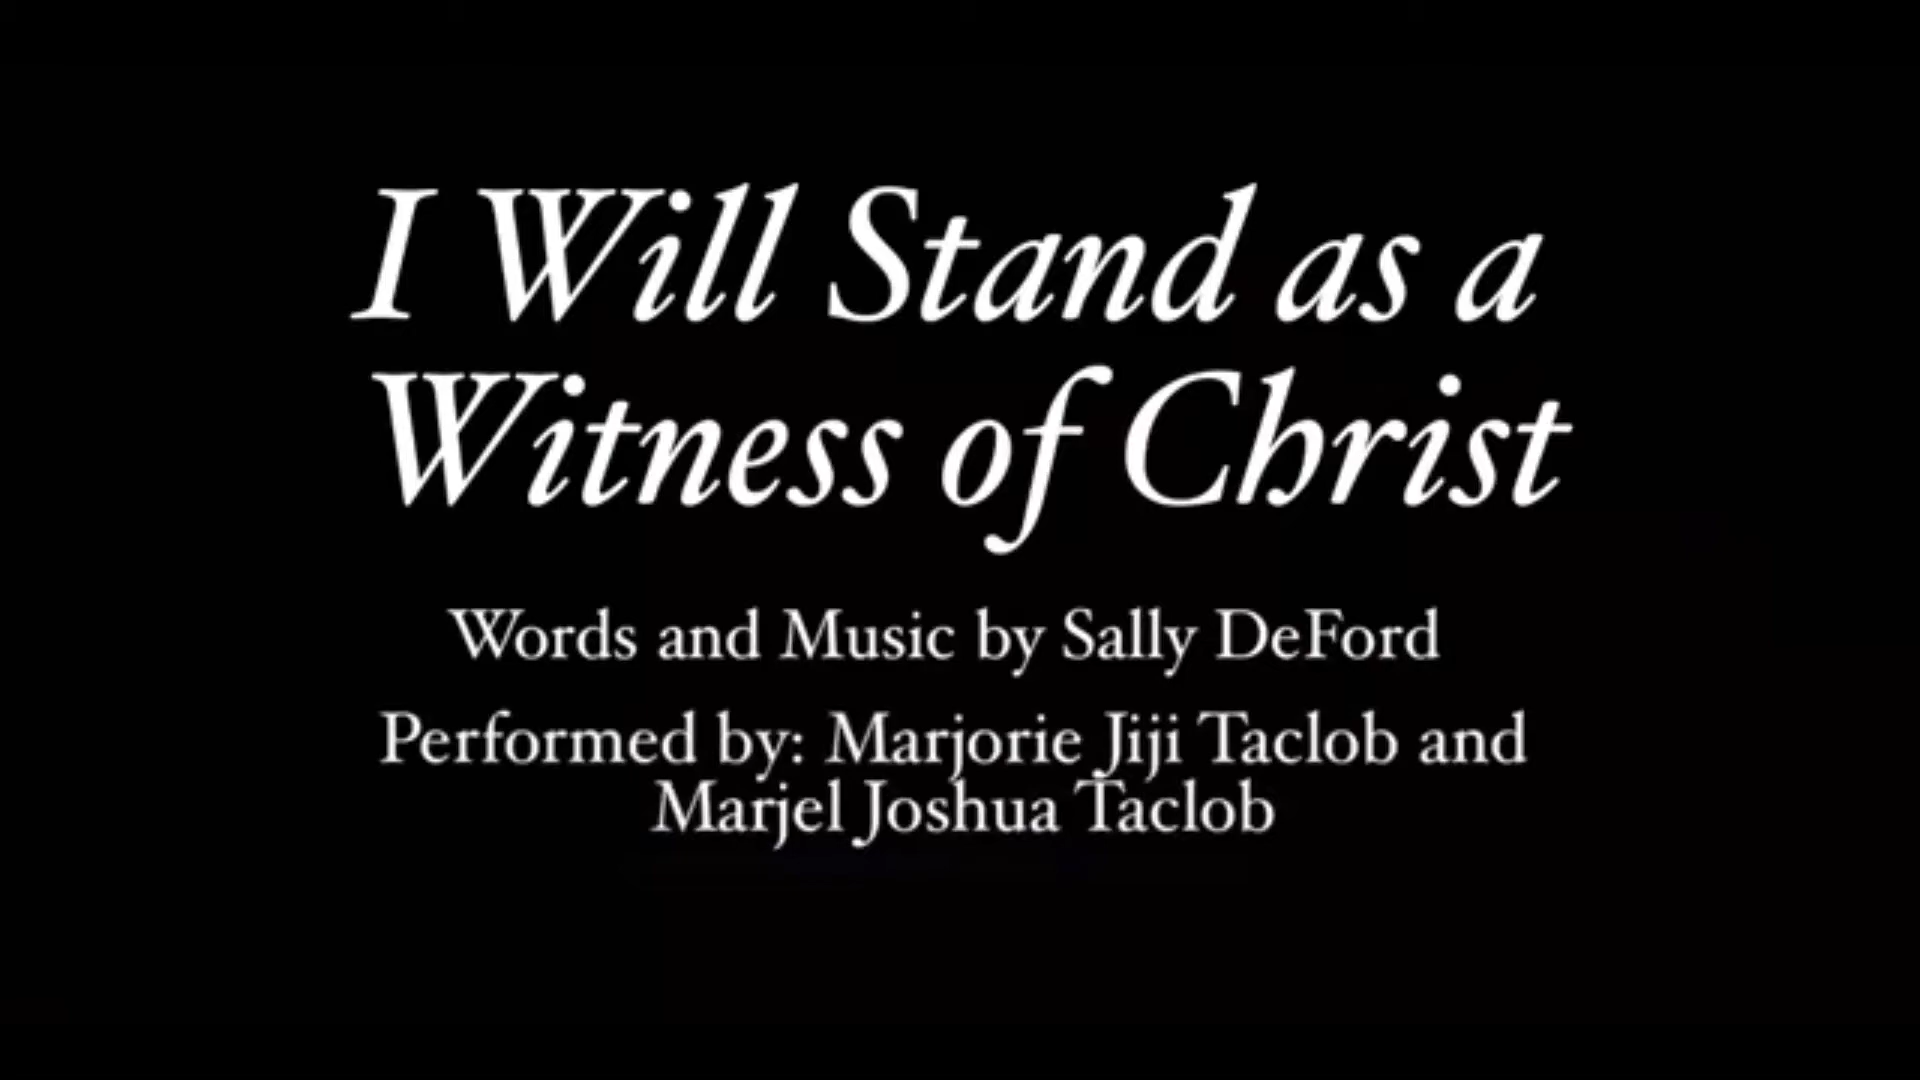 I Will Stand as a
Witness of Christ
Words and Music by Sally DeFord
Performed by: Marjorie Jiji Taclob and
Marjel Joshua Taclob